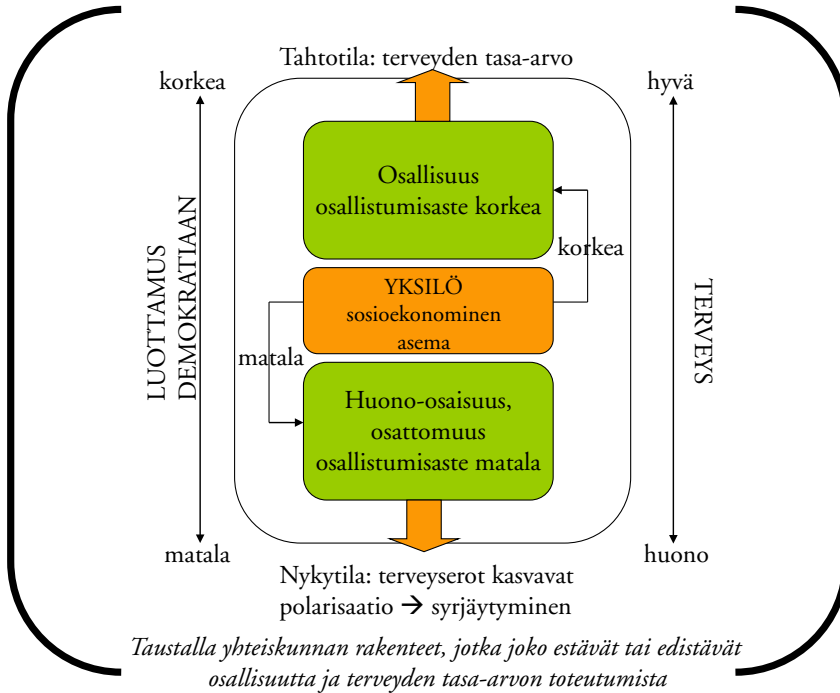 Tahtotila: terveyden tasa-arvo
korkea
hyvä
Osallisuus
osallistumisaste korkea
korkea
LUOTTAMUS
DEMOKRATIAAN
YKSILÖ
sosioekonominen
asema
TERVEYS
matala
Huono-osaisuus,
osattomuus
osallistumisaste matala
matala
huono
Nykytila: terveyserot kasvavat
polarisaatio → syrjäytyminen
Taustalla yhteiskunnan rakenteet, jotka joko estävät tai edistävät
osallisuutta ja terveyden tasa-arvon toteutumista